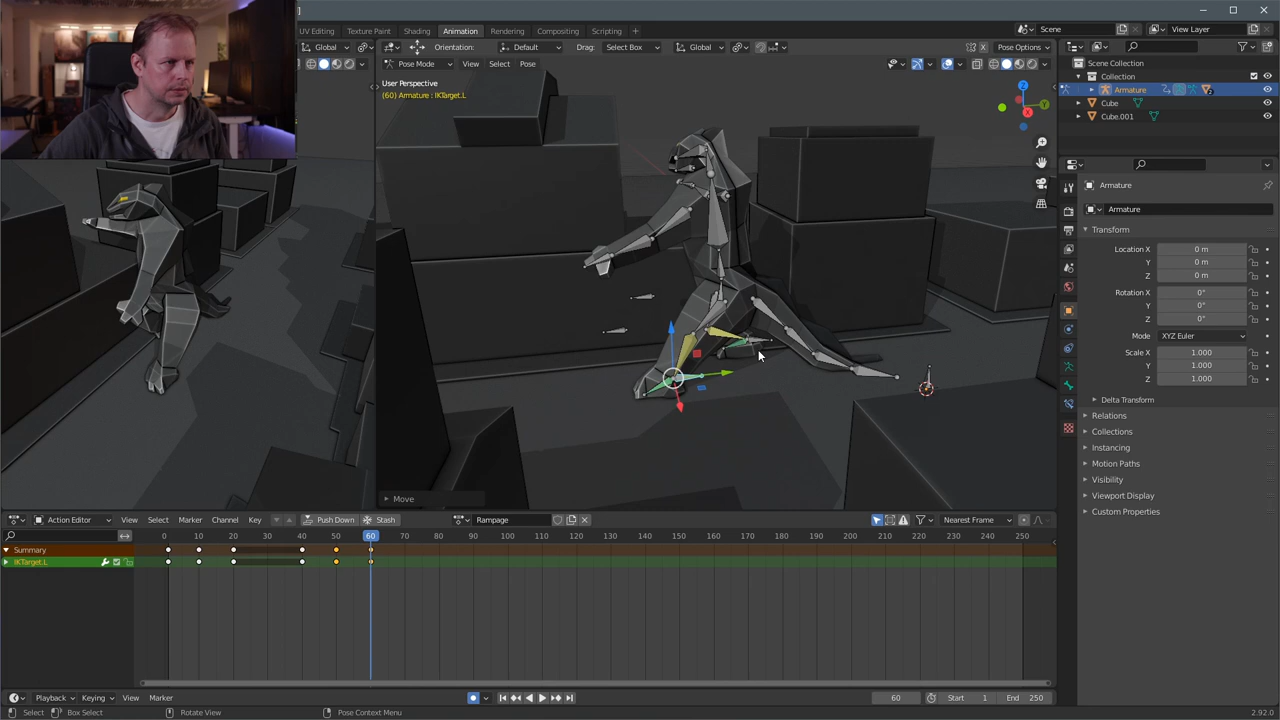 UV Editing Texture Paint Shading Animation Rendering Compositing Scripting +
Scene
View Layer
Global
Orientation: Default Drag: Select Box Global
Pose Options
Pose Mode View Select Pose
User Perspective
(60) Armature : IKTarget.L
Z
Y
X
Move
Scene Collection
Collection
Armature
Cube
Cube.001
Armature
Armature
Transform
Location X 0 m
Y 0 m
Z 0 m
Rotation X 0°
Y 0°
Z 0°
Mode XYZ Euler
Scale X 1.000
Y 1.000
Z 1.000
Delta Transform
Relations
Collections
Instancing
Motion Paths
Visibility
Viewport Display
Custom Properties
Action Editor View Select Marker Channel Key Push Down Stash Rampage Nearest Frame
0 10 20 30 40 50 60 70 80 90 100 110 120 130 140 150 160 170 180 190 200 210 220 230 240 250
Summary
IKTarget.L
Playback Keying View Marker 60 Start 1 End 250
Select Box Select Rotate View Pose Context Menu 2.92.0